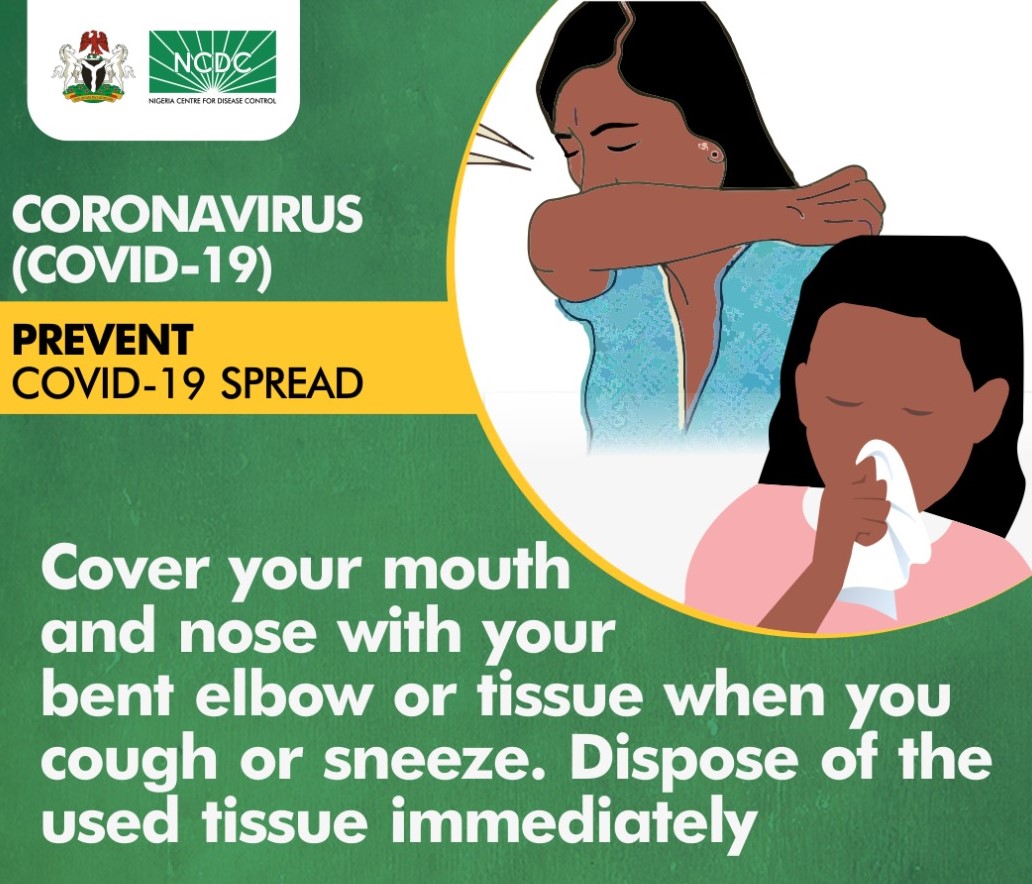 NCDC
NIGERIA CENTRE FOR DISEASE CONTROL
CORONAVIRUS
(COVID-19)
PREVENT
COVID-19 SPREAD
Cover your mouth
and nose with your
bent elbow or tissue when you
cough or sneeze. Dispose of the
used tissue immediately